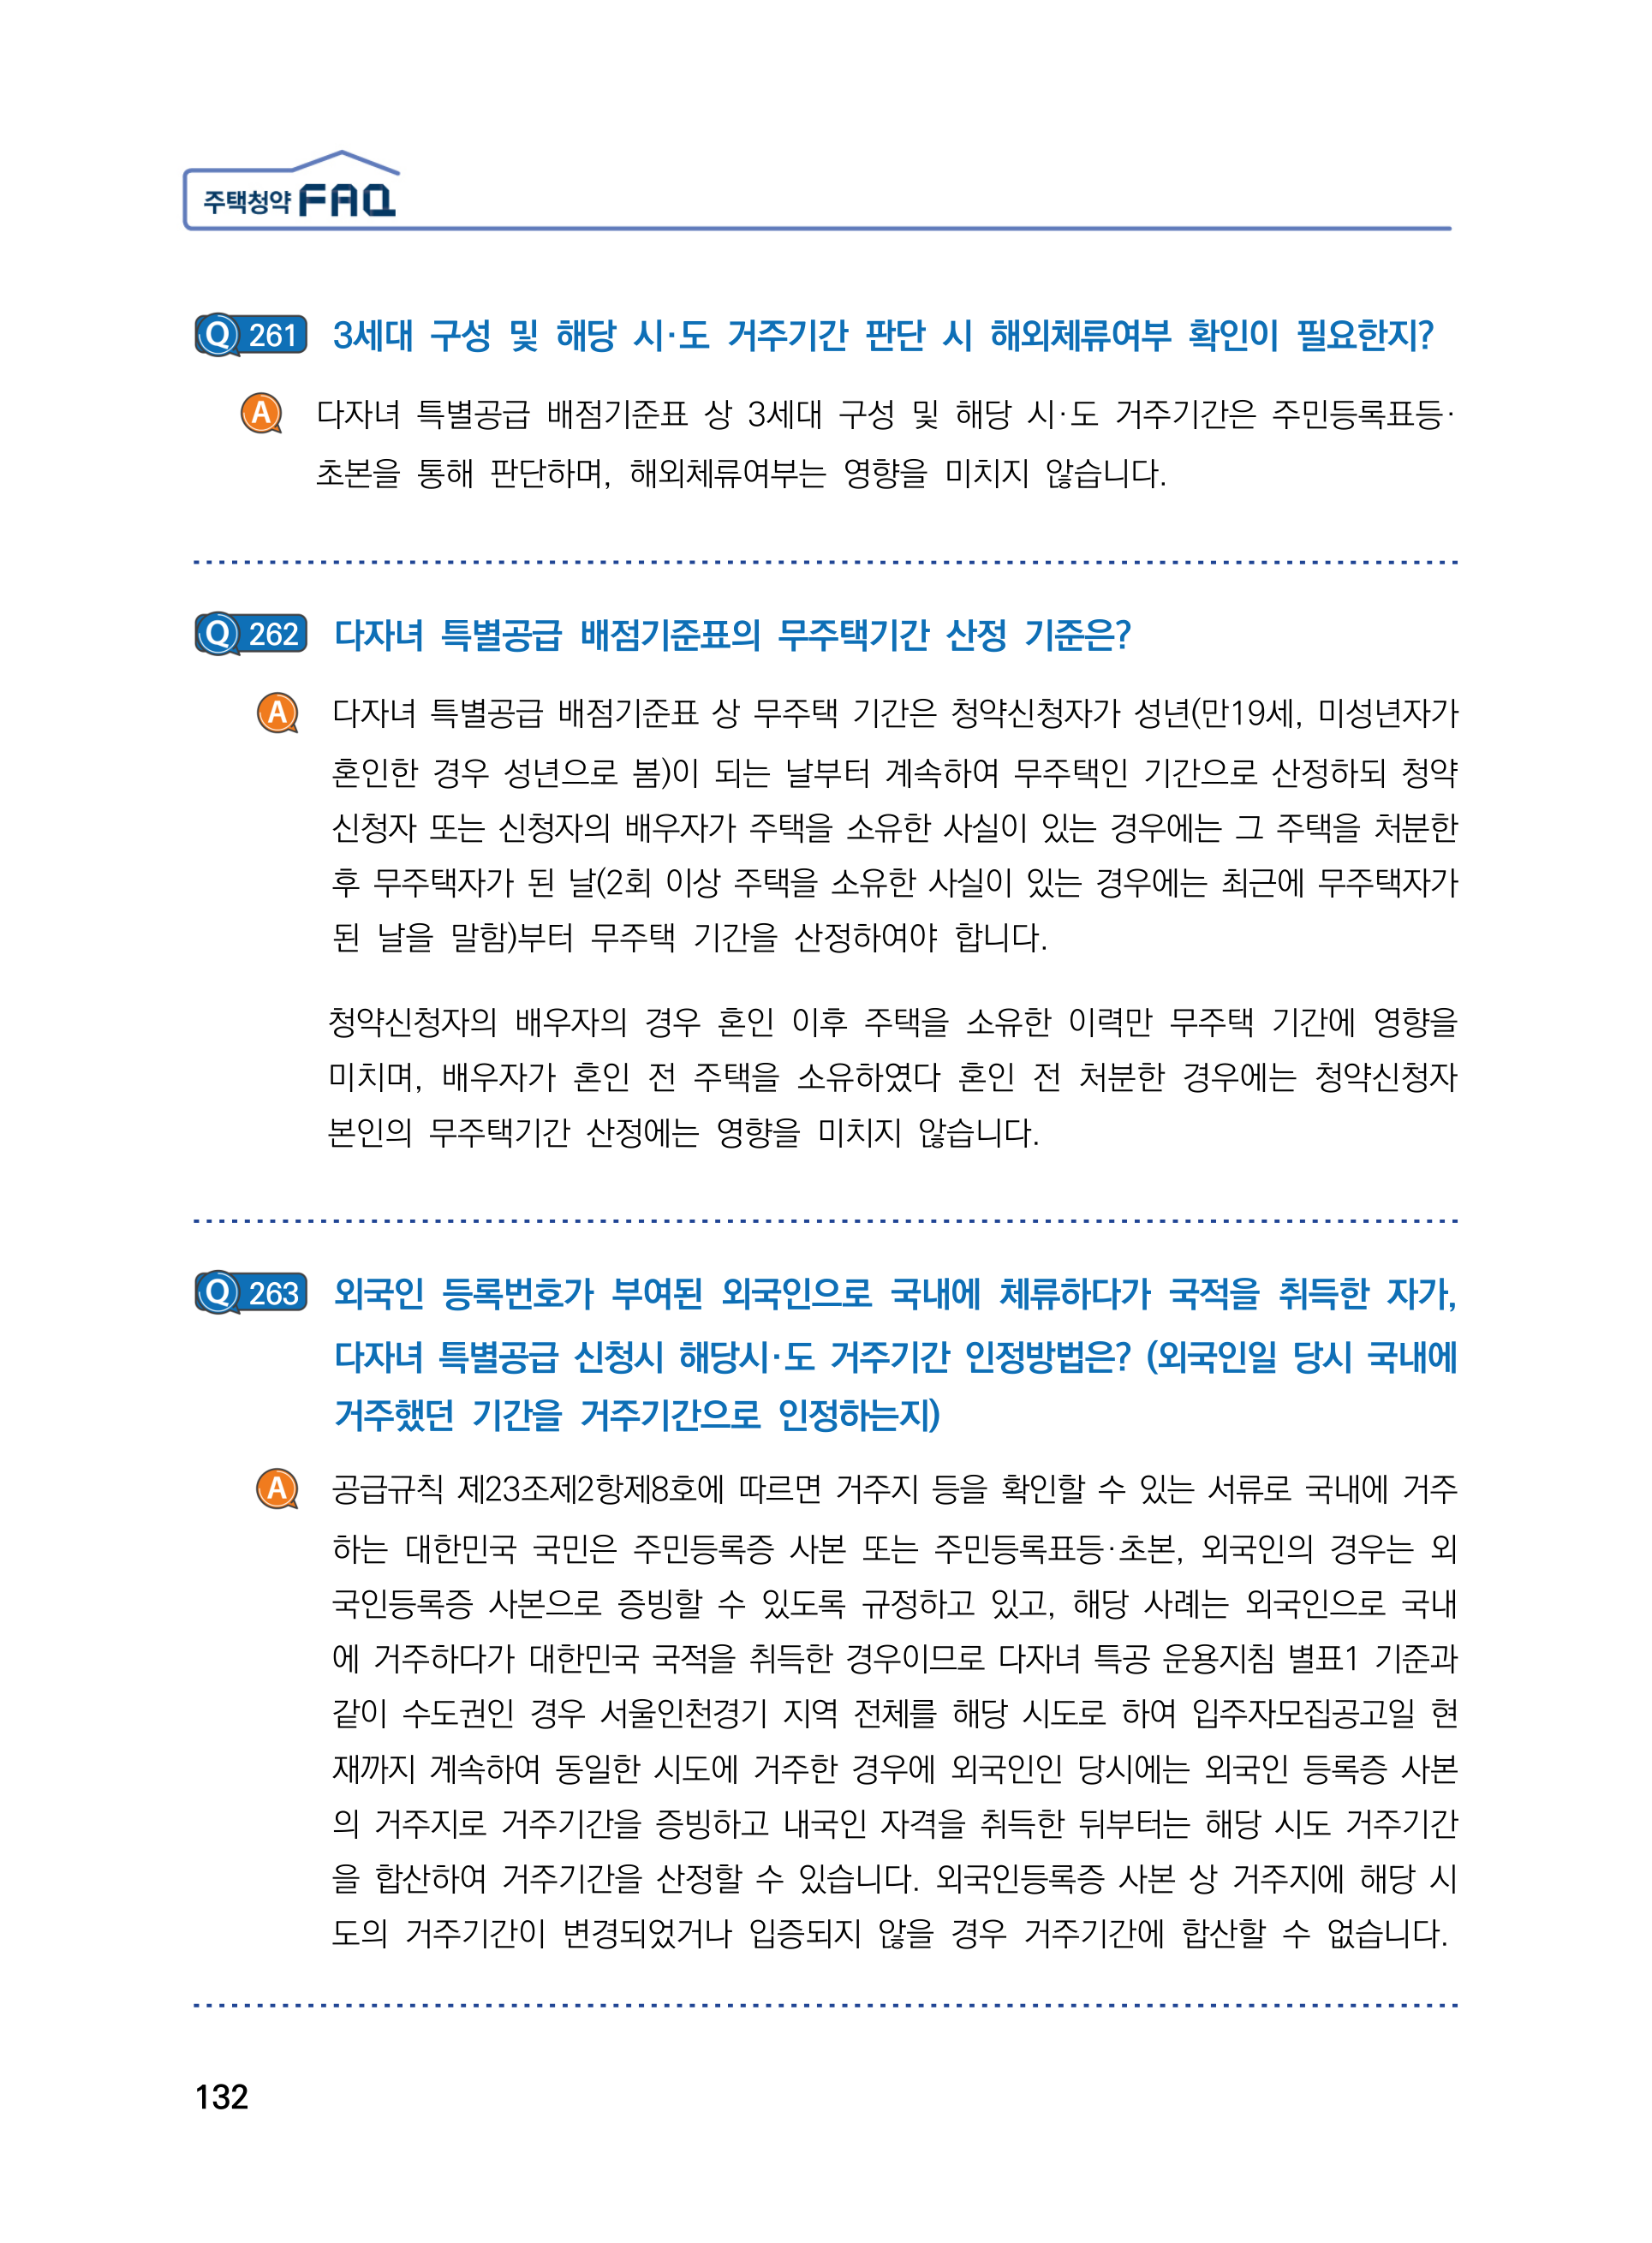 주택청약 FAQ
Q 261 3세대 구성 및 해당 시·도 거주기간 판단 시 해외체류여부 확인이 필요한지?
A 다자녀 특별공급 배점기준표 상 3세대 구성 및 해당 시·도 거주기간은 주민등록표등·
초본을 통해 판단하며, 해외체류여부는 영향을 미치지 않습니다.
Q 262 다자녀 특별공급 배점기준표의 무주택기간 산정 기준은?
A 다자녀 특별공급 배점기준표 상 무주택 기간은 청약신청자가 성년(만19세, 미성년자가
혼인한 경우 성년으로 봄)이 되는 날부터 계속하여 무주택인 기간으로 산정하되 청약
신청자 또는 신청자의 배우자가 주택을 소유한 사실이 있는 경우에는 그 주택을 처분한
후 무주택자가 된 날(2회 이상 주택을 소유한 사실이 있는 경우에는 최근에 무주택자가
된 날을 말함)부터 무주택 기간을 산정하여야 합니다.
청약신청자의 배우자의 경우 혼인 이후 주택을 소유한 이력만 무주택 기간에 영향을
미치며, 배우자가 혼인 전 주택을 소유하였다 혼인 전 처분한 경우에는 청약신청자
본인의 무주택기간 산정에는 영향을 미치지 않습니다.
Q 263 외국인 등록번호가 부여된 외국인으로 국내에 체류하다가 국적을 취득한 자가,
다자녀 특별공급 신청시 해당시·도 거주기간 인정방법은? (외국인일 당시 국내에
거주했던 기간을 거주기간으로 인정하는지)
A 공급규칙 제23조제2항제8호에 따르면 거주지 등을 확인할 수 있는 서류로 국내에 거주
하는 대한민국 국민은 주민등록증 사본 또는 주민등록표등·초본, 외국인의 경우는 외
국인등록증 사본으로 증빙할 수 있도록 규정하고 있고, 해당 사례는 외국인으로 국내
에 거주하다가 대한민국 국적을 취득한 경우이므로 다자녀 특공 운용지침 별표1 기준과
같이 수도권인 경우 서울인천경기 지역 전체를 해당 시도로 하여 입주자모집공고일 현
재까지 계속하여 동일한 시도에 거주한 경우에 외국인인 당시에는 외국인 등록증 사본
의 거주지로 거주기간을 증빙하고 내국인 자격을 취득한 뒤부터는 해당 시도 거주기간
을 합산하여 거주기간을 산정할 수 있습니다. 외국인등록증 사본 상 거주지에 해당 시
도의 거주기간이 변경되었거나 입증되지 않을 경우 거주기간에 합산할 수 없습니다.
132